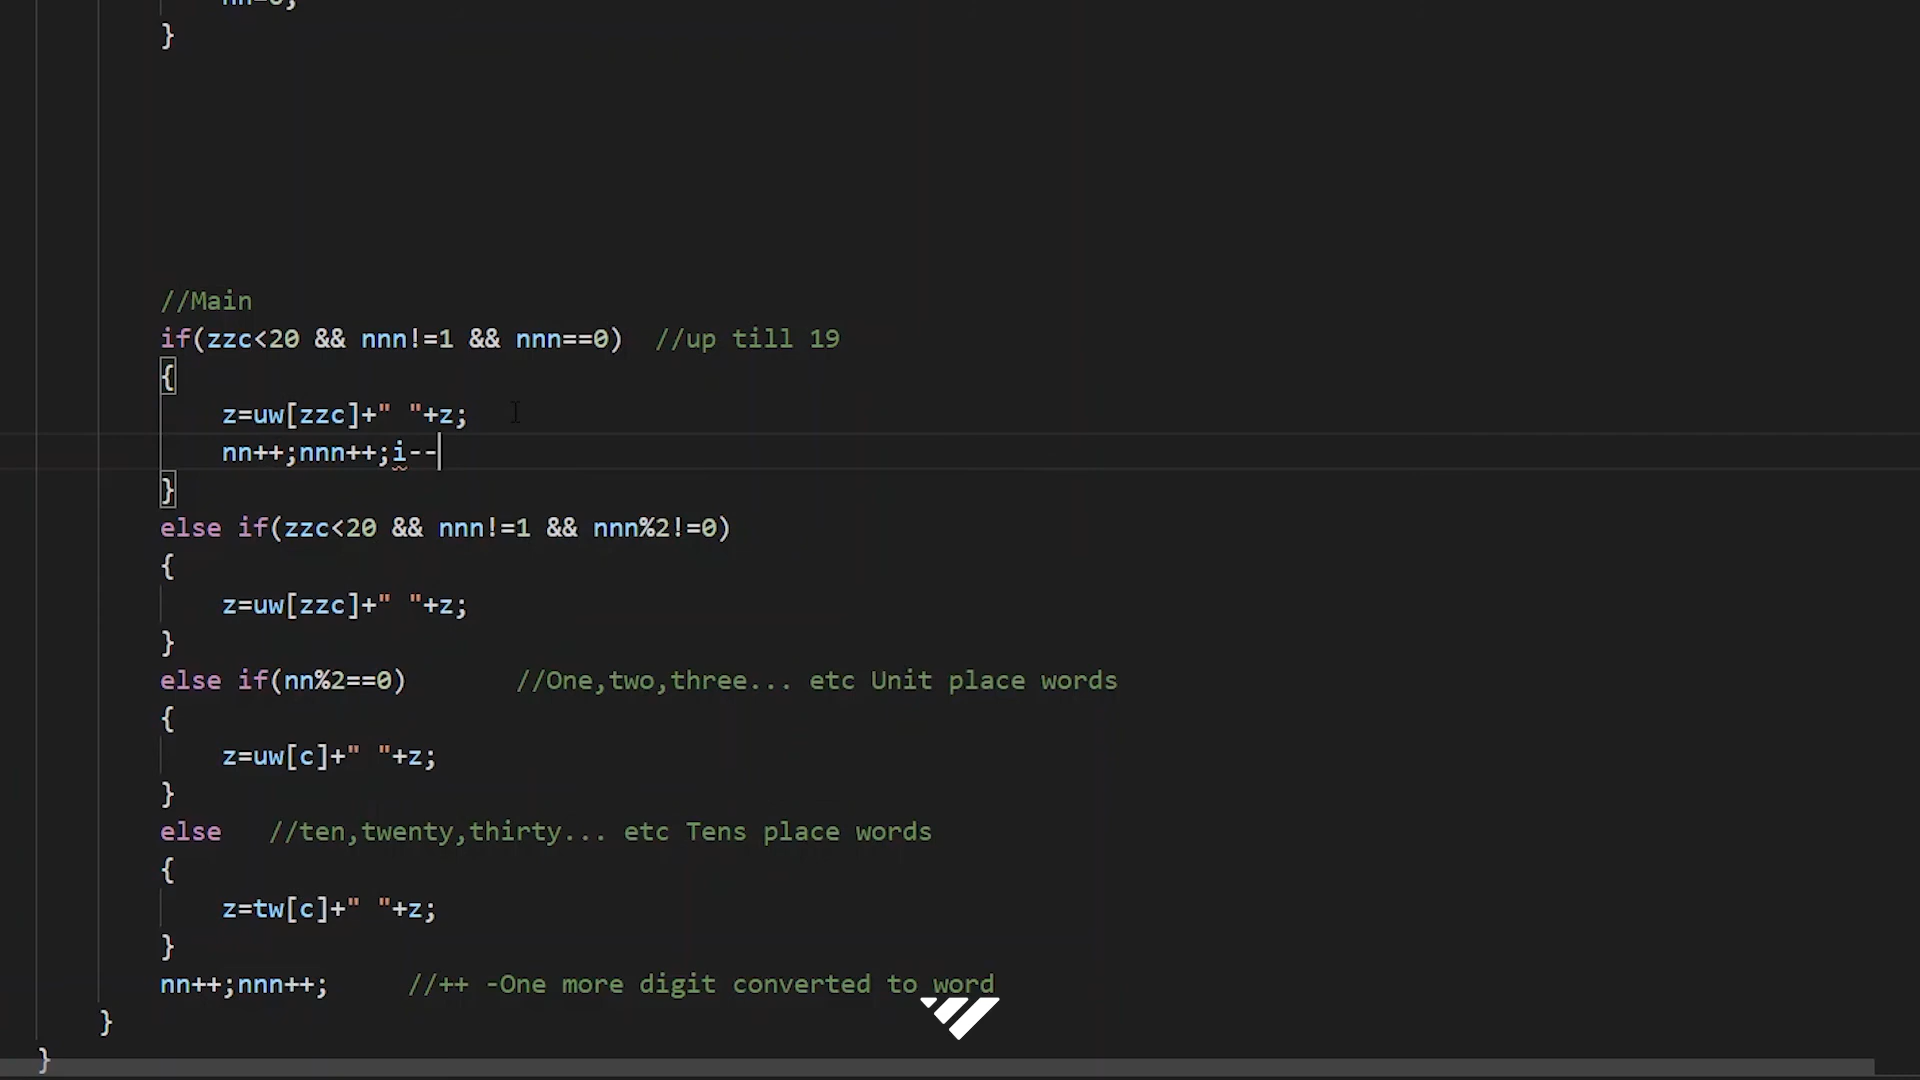 nn=0;
}
//Main
if(zzc<20 && nnn!=1 && nnn==0)  //up till 19
{
z=uw[zzc]+" "+z;
nn++;nnn++;i--
}
else if(zzc<20 && nnn!=1 && nnn%2!=0)
{
z=uw[zzc]+" "+z;
}
else if(nn%2==0)       //One,two,three... etc Unit place words
{
z=uw[c]+" "+z;
}
else   //ten,twenty,thirty... etc Tens place words
{
z=tw[c]+" "+z;
}
nn++;nnn++;     //++ -One more digit converted to word
}
}